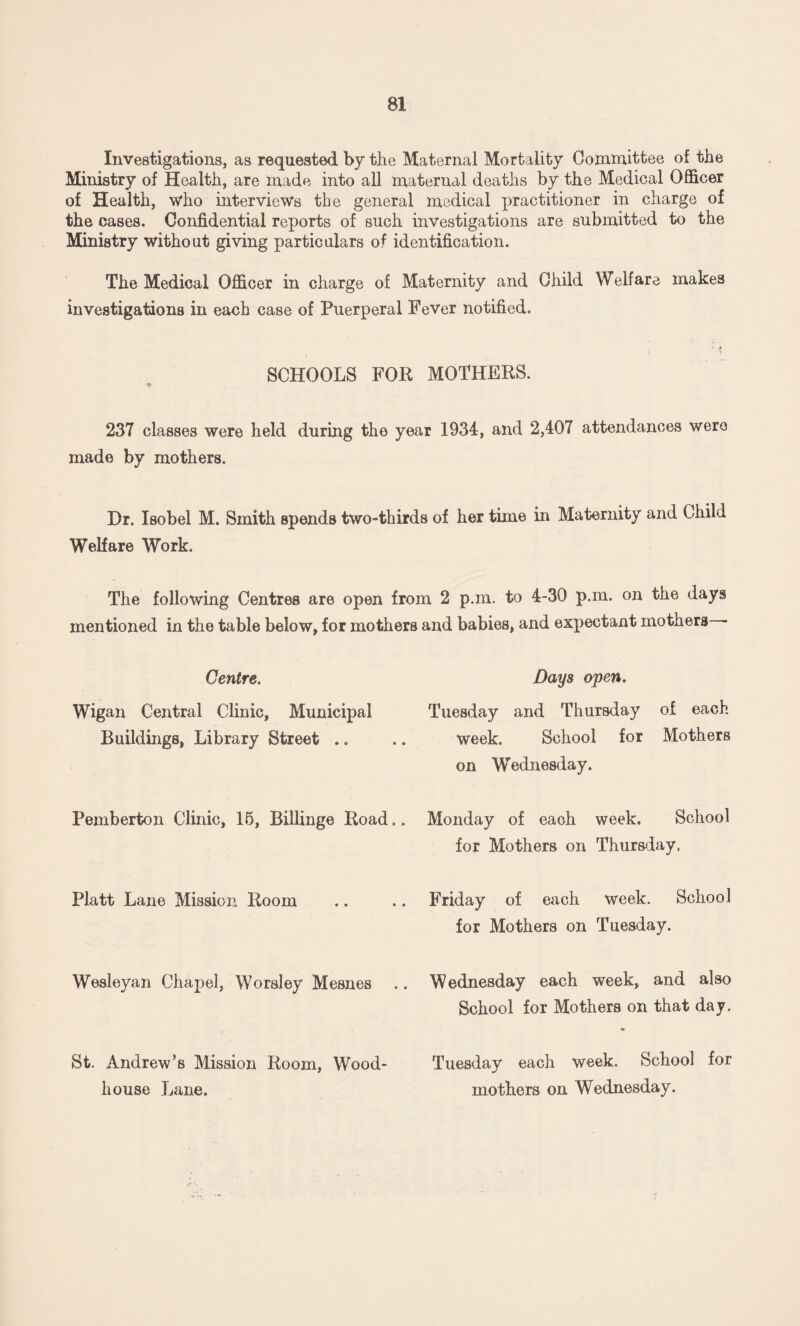 81
Investigations, as requested by the Maternal Mortality Committee of the
Ministry of Health, are made into all maternal deaths by the Medical Officer
of Health, who interviews the general medical practitioner in charge of
the cases. Confidential reports of such investigations are submitted to the
Ministry without giving particulars of identification.
The Medical Officer in charge of Maternity and Child Welfare makes
investigations in each case of Puerperal Fever notified.
SCHOOLS FOR MOTHERS.
237 classes were held during the year 1934, and 2,407 attendances were
made by mothers.
Dr. Isobel M. Smith spends two-thirds of her time in Maternity and Child
Welfare Work.
The following Centres are open from 2 p.m. to 4-30 p.m. on the days
mentioned in the table below, for mothers and babies, and expectant mothers—
Centre. Days open.
Wigan Central Clinic, Municipal Tuesday and Thursday of each
Buildings, Library Street .. .. week. School for Mothers
on Wednesday.
Pemberton Clinic, 15, Billinge Road.. Monday of each week. School
for Mothers on Thursday.
Platt Lane Mission Room .. .. Friday of each week. School
for Mothers on Tuesday.
Wesleyan Chapel, Worsley Mesnes .. Wednesday each week, and also
School for Mothers on that day.
St. Andrew's Mission Room, Wood- Tuesday each week. School for
house Lane. mothers on Wednesday.